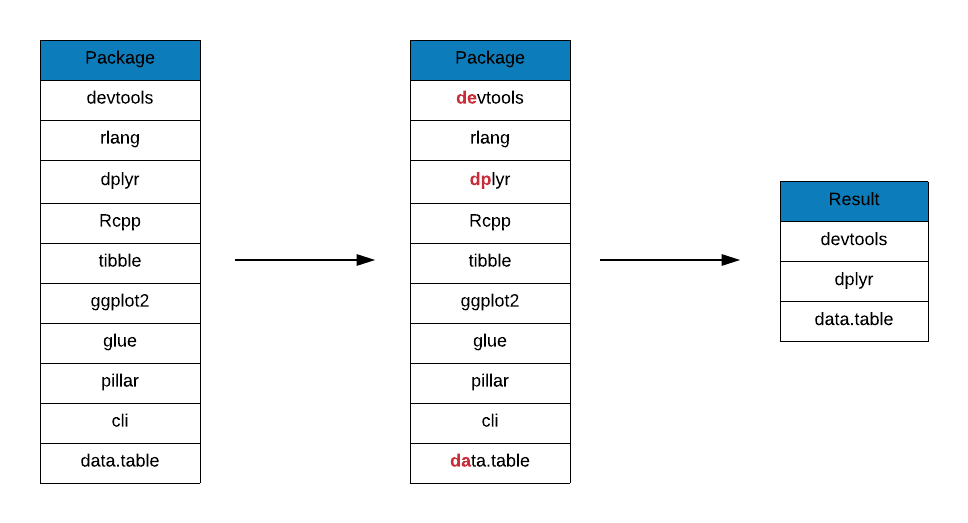 Package
devtools
rlang
dplyr
Rcpp
tibble
ggplot2
glue
pillar
cli
data.table
Package
devtools
rlang
dplyr
Rcpp
tibble
ggplot2
glue
pillar
cli
data.table
Result
devtools
dplyr
data.table